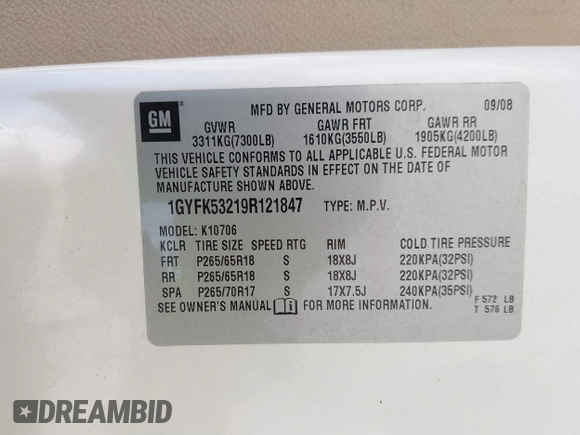 GM
MFD BY GENERAL MOTORS CORP. 09/08
GVWR GAWR FRT GAWR RR
3311KG(7300LB) 1610KG(3550LB) 1905KG(4200LB)
THIS VEHICLE CONFORMS TO ALL APPLICABLE U.S. FEDERAL MOTOR
VEHICLE SAFETY STANDARDS IN EFFECT ON THE DATE OF
MANUFACTURE SHOWN ABOVE.
1GYFK53219R121847 TYPE: M.P.V.
MODEL: K10706
KCLR TIRE SIZE SPEED RTG RIM COLD TIRE PRESSURE
FRT P265/65R18 S 18X8J 220KPA(32PSI)
RR P265/65R18 S 18X8J 220KPA(32PSI)
SPA P265/70R17 S 17X7.5J 240KPA(35PSI)
SEE OWNER'S MANUAL FOR MORE INFORMATION.
F 572 LB
T 576 LB
DREAMBID